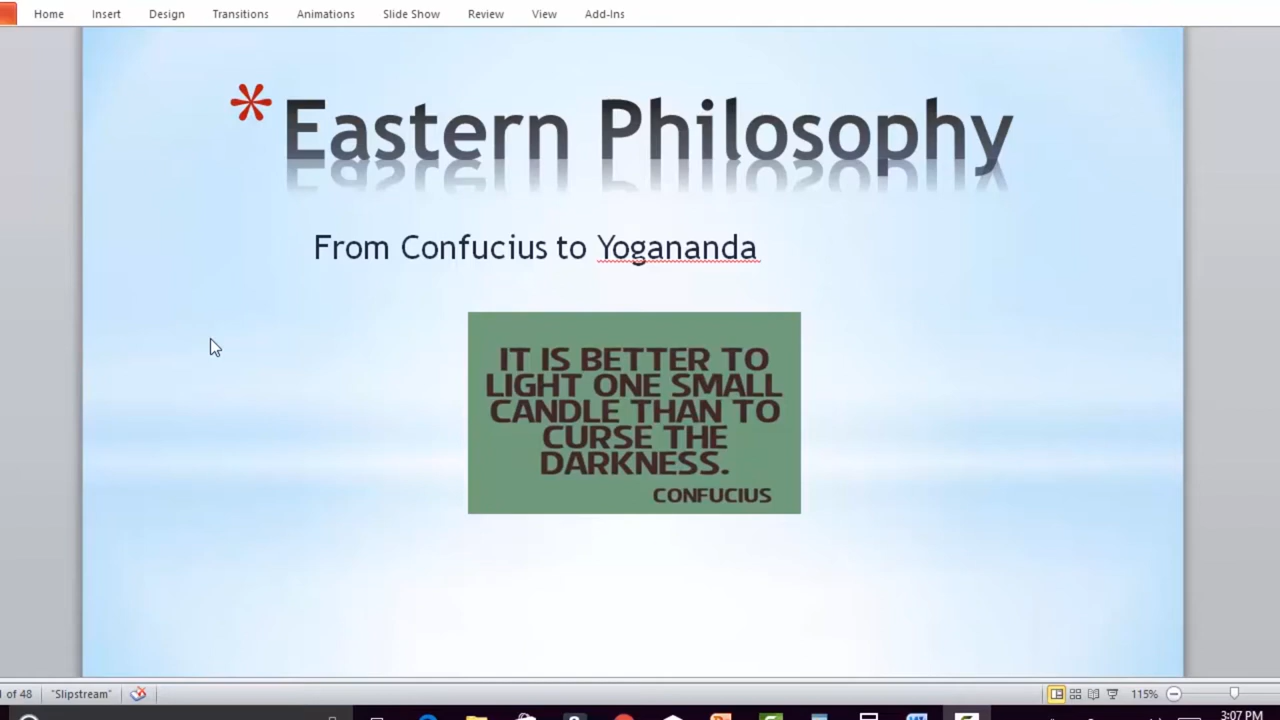 Home Insert Design Transitions Animations Slide Show Review View Add-Ins
* Eastern Philosophy
From Confucius to Yogananda
IT IS BETTER TO
LIGHT ONE SMALL
CANDLE THAN TO
CURSE THE
DARKNESS.
CONFUCIUS
of 48 "Slipstream" 115%
3:07 PM